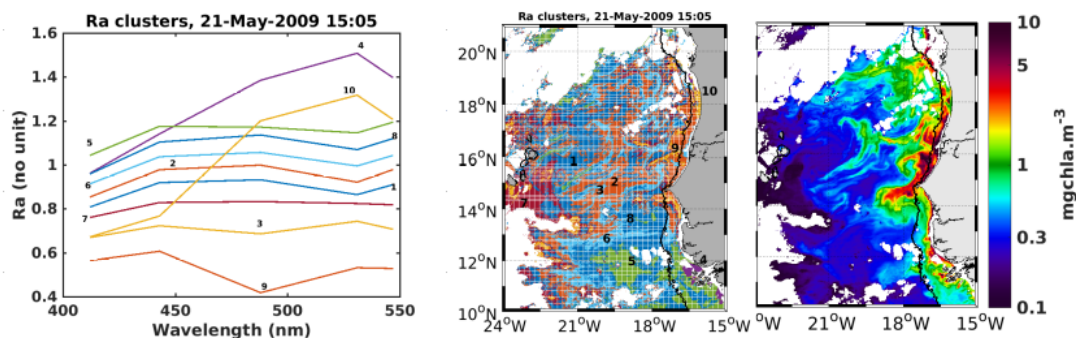 Ra clusters, 21-May-2009 15:05
Ra (no unit)
1.6
1.4
1.2
1
0.8
0.6
0.4
4
10
5
8
2
6
1
7
3
9
400
450
500
550
Wavelength (nm)
Ra clusters, 21-May-2009 15:05
20°N
18°N
16°N
14°N
12°N
10°N
10
1
9
2
3
7
8
6
5
4
24°W
21°W
18°W
15°W
0°W
21°W
18°W
15°W
10
5
3
1
0.3
0.1
mgchla.m-3